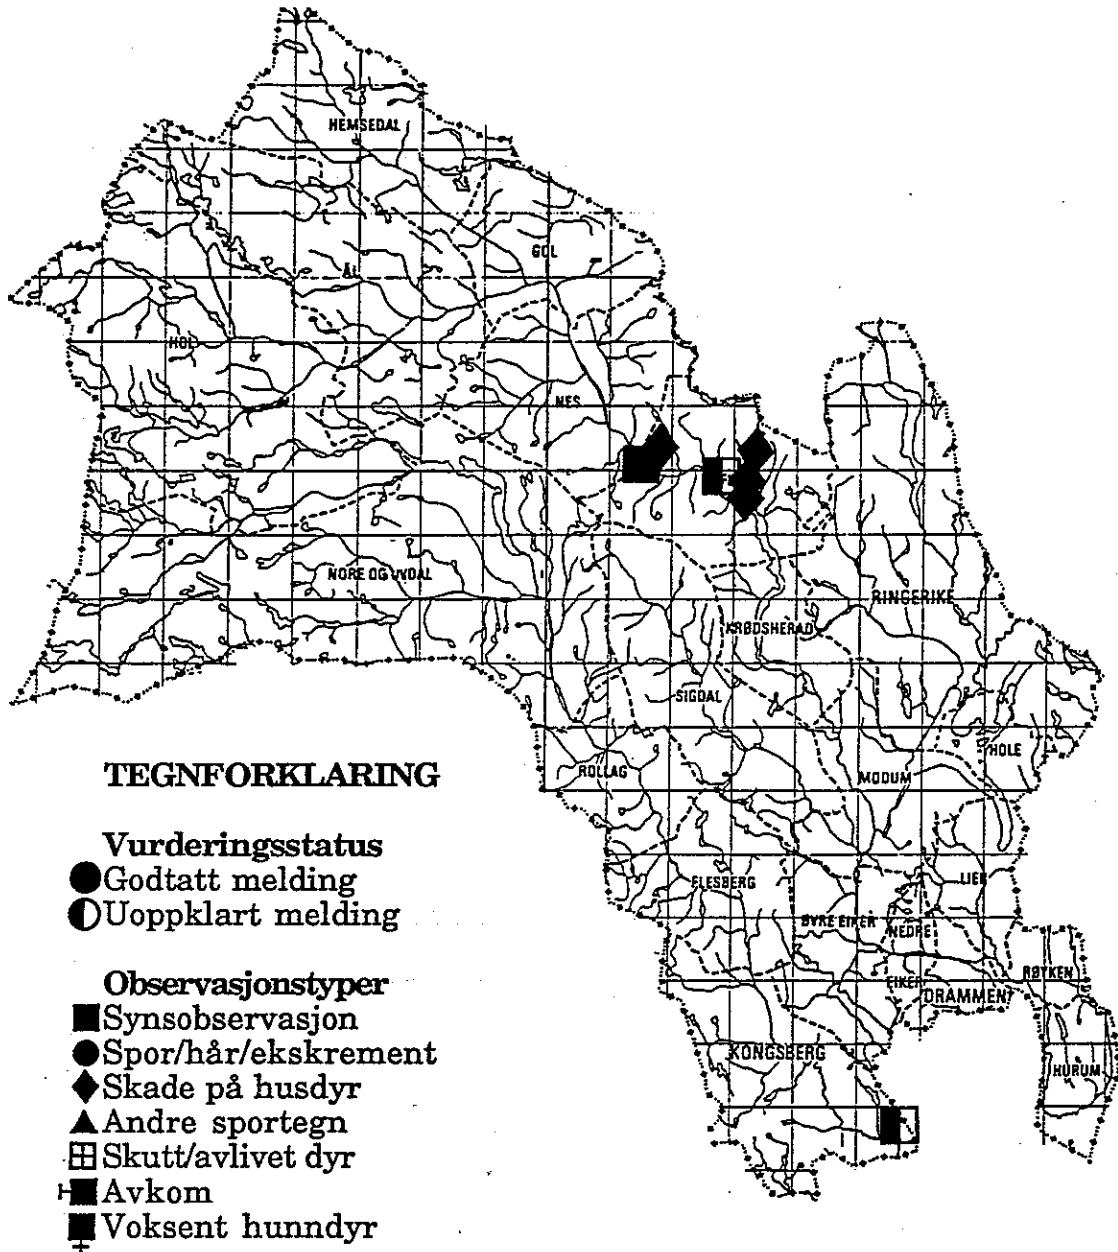 HEMSEDAL
GOL
ÅL
HOL
NES
NORE OG UVDAL
RINGERIKE
KRØDSHERAD
SIGDAL
HOLE
ROLLAG
MODUM
FLESBERG
LIER
ØVRE EIKER
NEDRE
EIKER
RØYKEN
DRAMMEN
KONGSBERG
HURUM
TEGNFORKLARING
Vurderingsstatus
Godtatt melding
Uoppklart melding
Observasjonstyper
Synsobservasjon
Spor/hår/ekskrement
Skade på husdyr
Andre sportegn
Skutt/avlivet dyr
Avkom
Voksent hunndyr